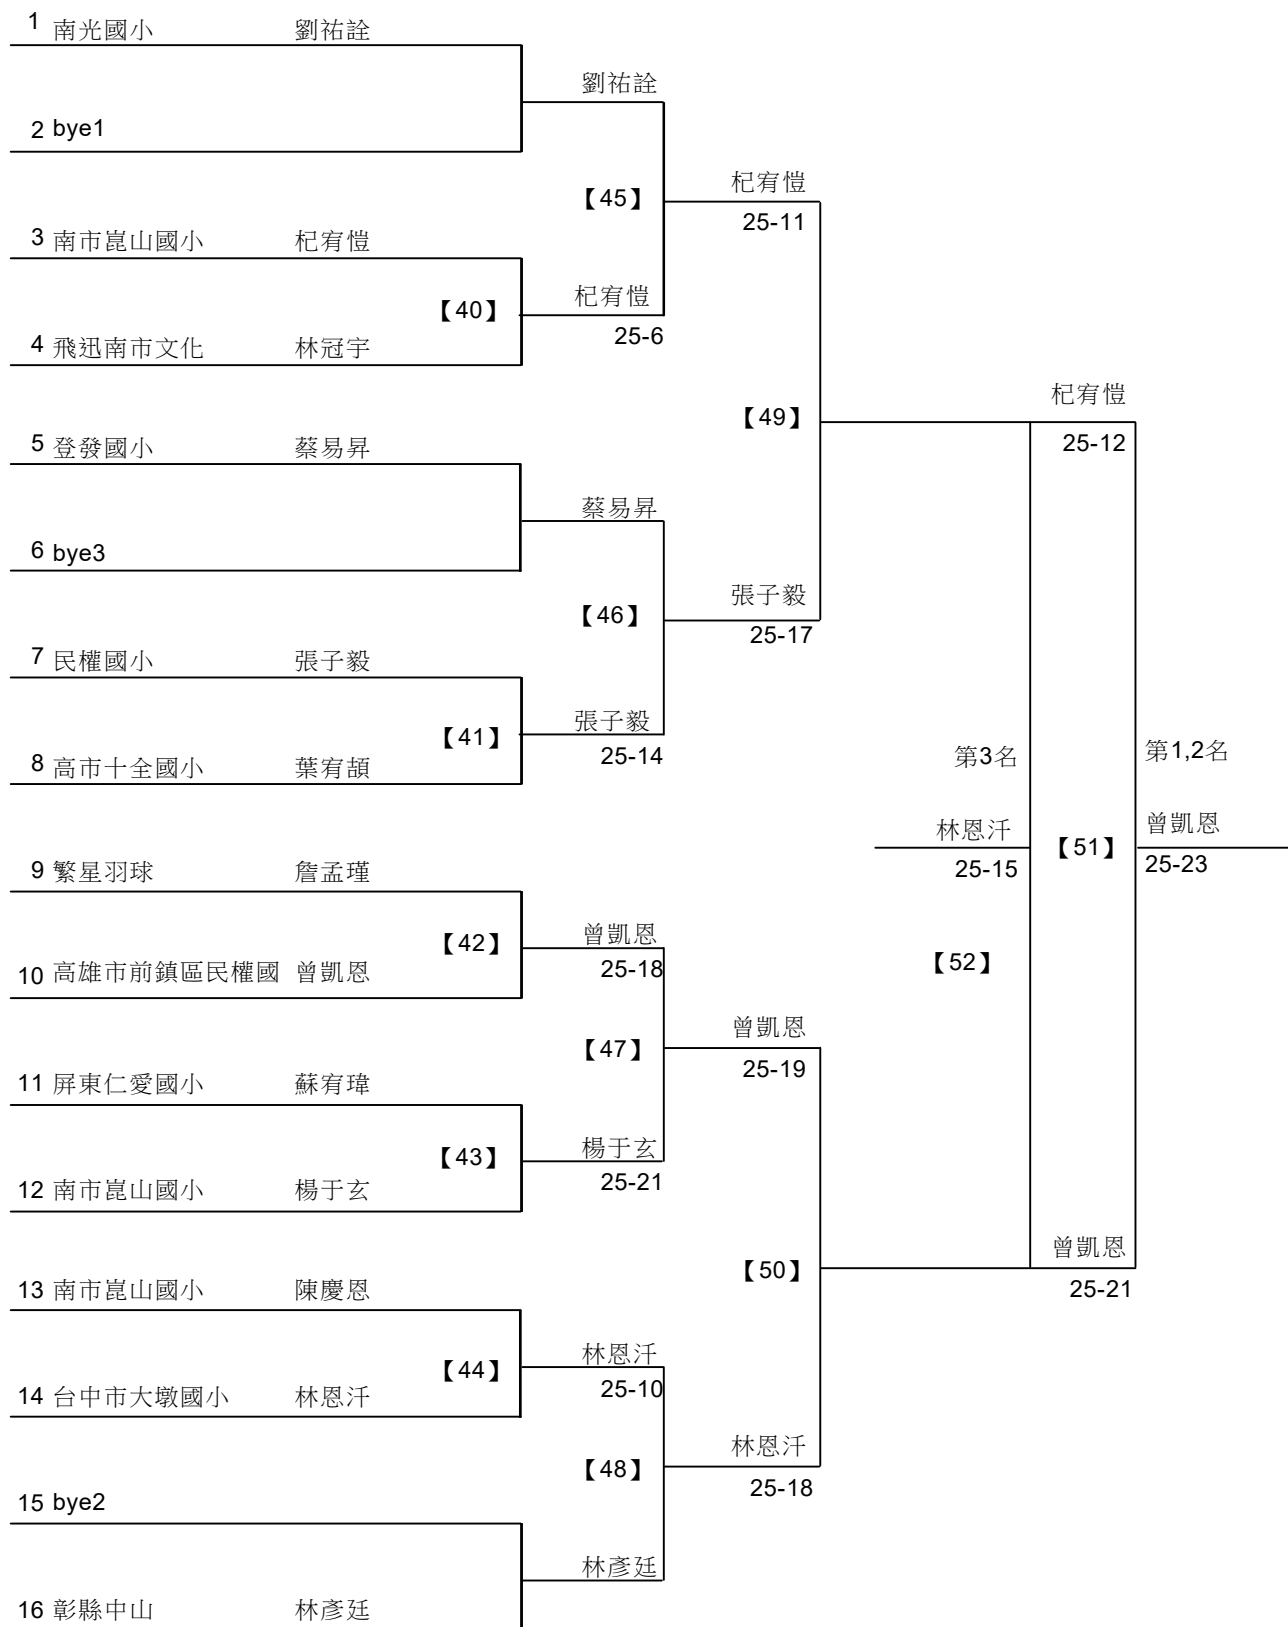 1 南光國小 劉祐詮
劉祐詮
2 bye1
【45】
杞宥愷
25-11
3 南市崑山國小 杞宥愷
【40】
杞宥愷
25-6
4 飛迅南市文化 林冠宇
杞宥愷
25-12
【49】
5 登發國小 蔡易昇
蔡易昇
6 bye3
【46】
張子毅
25-17
7 民權國小 張子毅
【41】
張子毅
25-14
8 高市十全國小 葉宥頡
第3名
第1,2名
林恩汘
25-15
【51】
曾凱恩
25-23
9 繁星羽球 詹孟瑾
【42】
曾凱恩
25-18
10 高雄市前鎮區民權國 曾凱恩
【52】
【47】
曾凱恩
25-19
11 屏東仁愛國小 蘇宥瑋
【43】
楊于玄
25-21
12 南市崑山國小 楊于玄
【50】
曾凱恩
25-21
13 南市崑山國小 陳慶恩
【44】
林恩汘
25-10
14 台中市大墩國小 林恩汘
【48】
林恩汘
25-18
15 bye2
林彥廷
16 彰縣中山 林彥廷